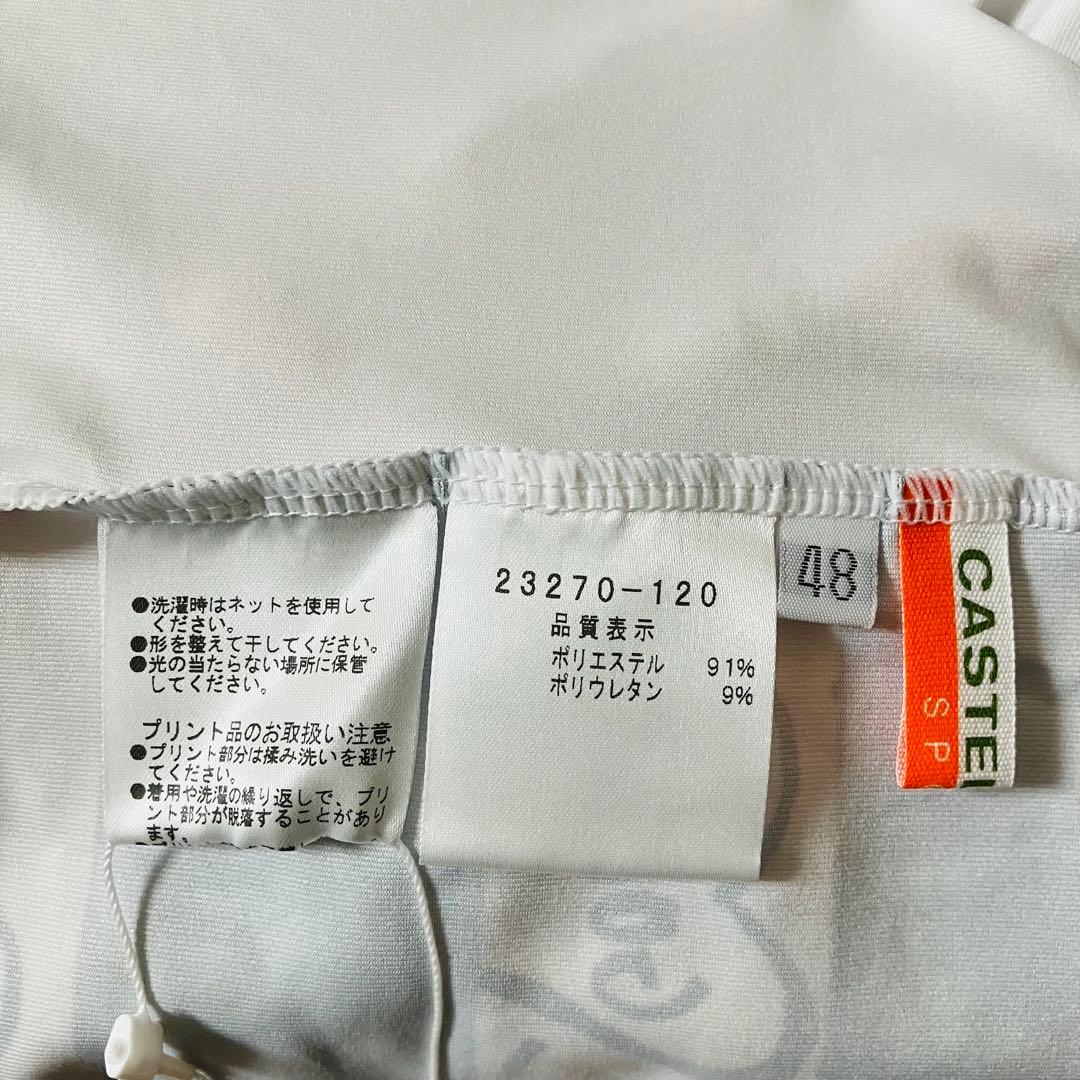 ●洗濯時はネットを使用して
ください。
●形を整えて干してください。
●光の当たらない場所に保管
してください。
プリント品のお取扱い注意
●プリント部分は揉み洗いを避け
てください。
●着用や洗濯の繰り返しで、プリ
ント部分が脱落することがあり
ます。
23270-120
品質表示
ポリエステル 91%
ポリウレタン 9%
48
CASTE
SP